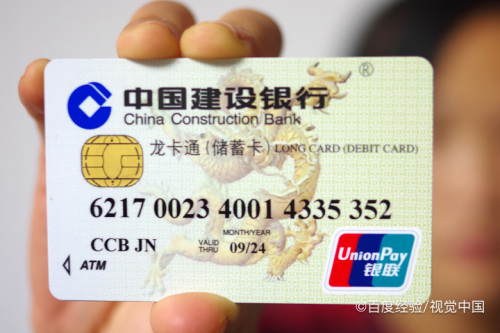 ®
中国建设银行
China Construction Bank
龙卡通(储蓄卡) LONG CARD (DEBIT CARD)
6217 0023 4001 4335 352
MONTH/YEAR
CCB JN VALID THRU 09/24
ATM
UnionPay
银联
©百度经验/视觉中国